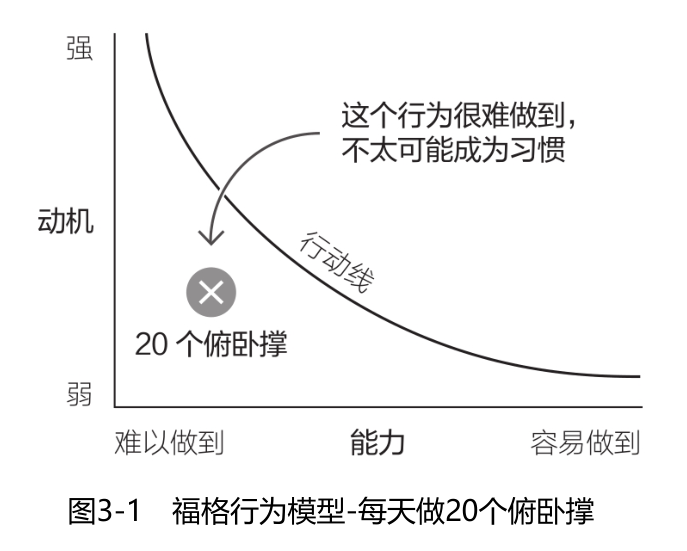 强
这个行为很难做到，
不太可能成为习惯
动机
行动线
20 个俯卧撑
弱
难以做到 能力 容易做到
图3-1 福格行为模型-每天做20个俯卧撑